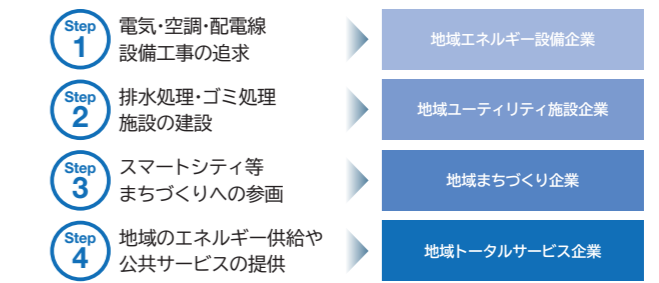 Step
1
電気・空調・配電線
設備工事の追求
地域エネルギー設備企業
Step
2
排水処理・ゴミ処理
施設の建設
地域ユーティリティ施設企業
Step
3
スマートシティ等
まちづくりへの参画
地域まちづくり企業
Step
4
地域のエネルギー供給や
公共サービスの提供
地域トータルサービス企業